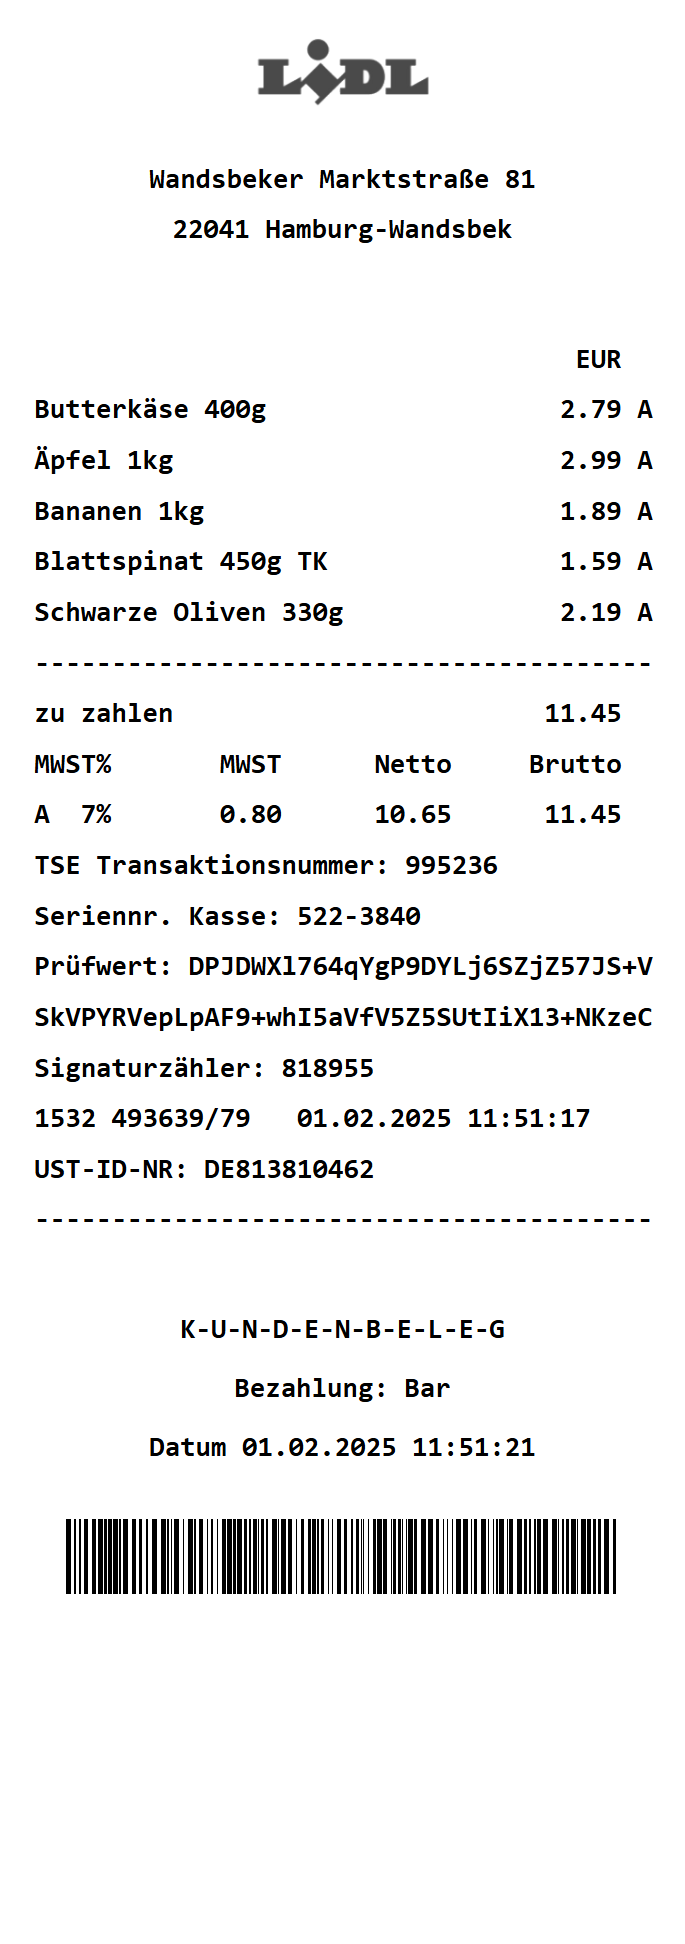 LIDL
Wandsbeker Marktstraße 81
22041 Hamburg-Wandsbek
EUR
Butterkäse 400g 2.79 A
Äpfel 1kg 2.99 A
Bananen 1kg 1.89 A
Blattspinat 450g TK 1.59 A
Schwarze Oliven 330g 2.19 A
----------------------------------------
zu zahlen 11.45
MWST% MWST Netto Brutto
A 7% 0.80 10.65 11.45
TSE Transaktionsnummer: 995236
Seriennr. Kasse: 522-3840
Prüfwert: DPJDWXl764qYgP9DYLj6SZjZ57JS+V
SkVPYRVepLpAF9+whI5aVfV5Z5SUtIiX13+NKzeC
Signaturzähler: 818955
1532 493639/79 01.02.2025 11:51:17
UST-ID-NR: DE813810462
----------------------------------------
K-U-N-D-E-N-B-E-L-E-G
Bezahlung: Bar
Datum 01.02.2025 11:51:21